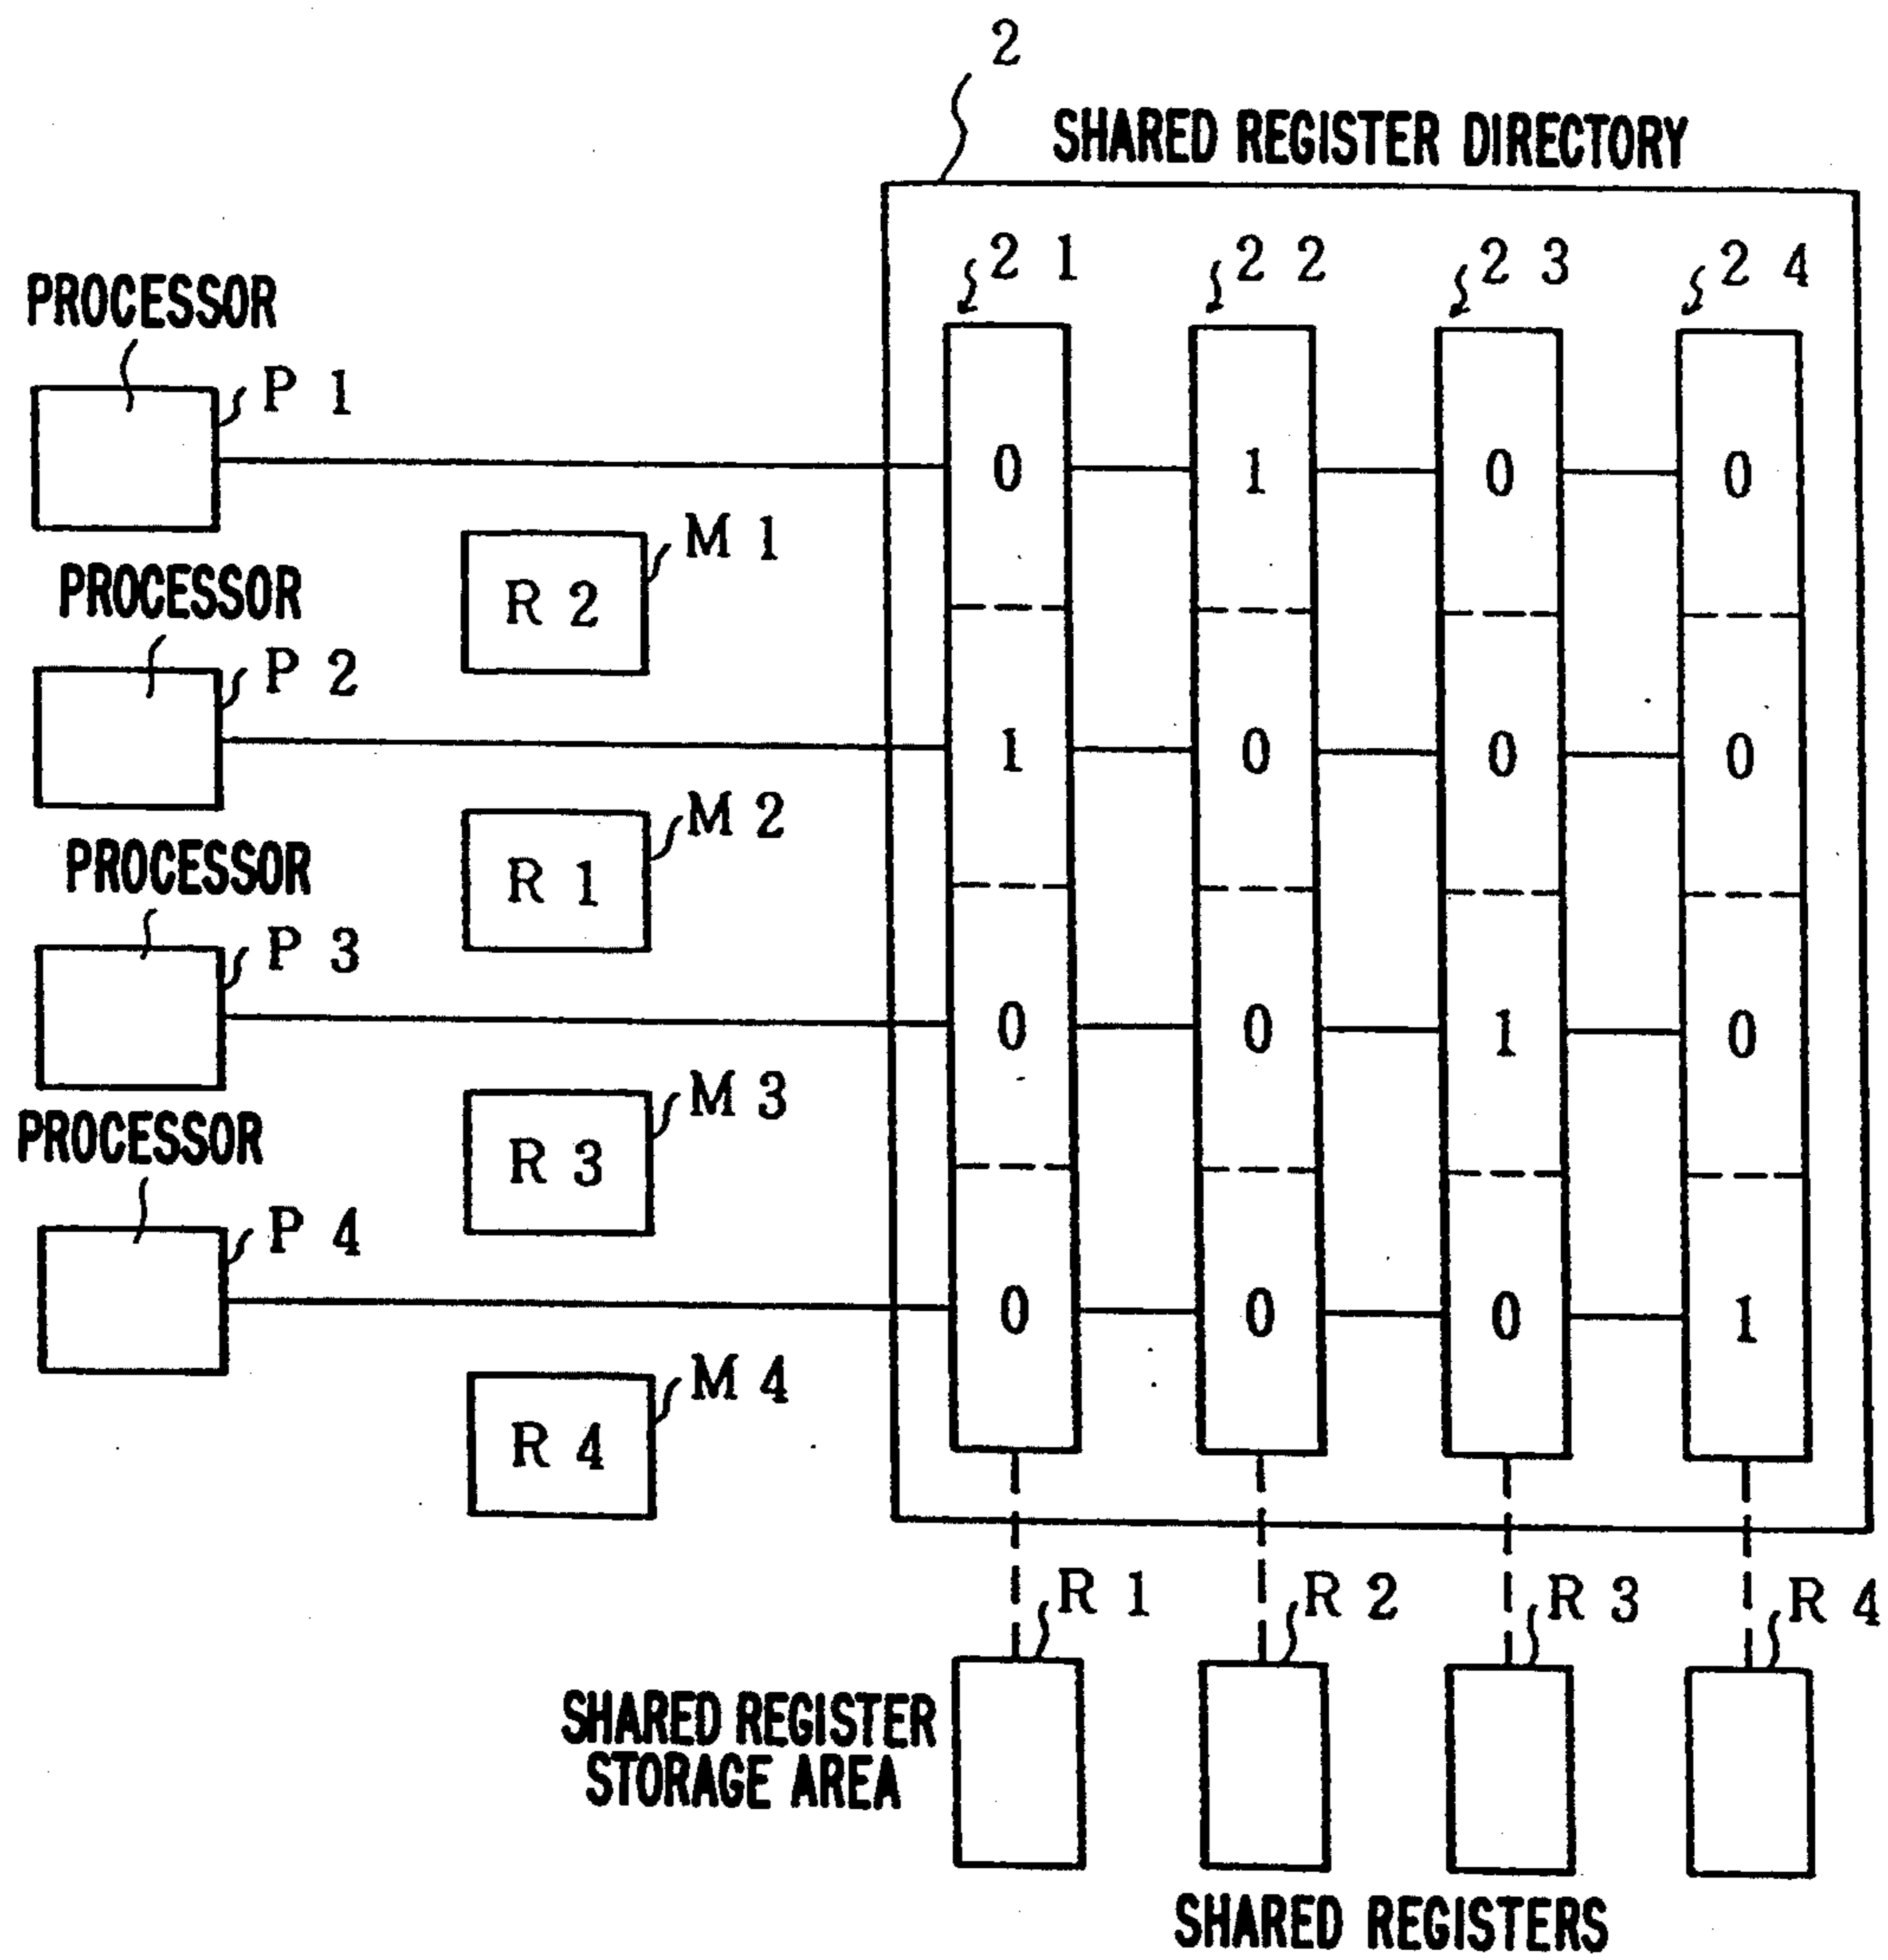 2
SHARED REGISTER DIRECTORY
21 22 23 24
PROCESSOR
P1
0 1 0 0
M1
R2
PROCESSOR
P2
1 0 0 0
M2
R1
PROCESSOR
P3
0 0 1 0
M3
R3
PROCESSOR
P4
0 0 0 1
M4
R4
R1 R2 R3 R4
SHARED REGISTER
STORAGE AREA
SHARED REGISTERS